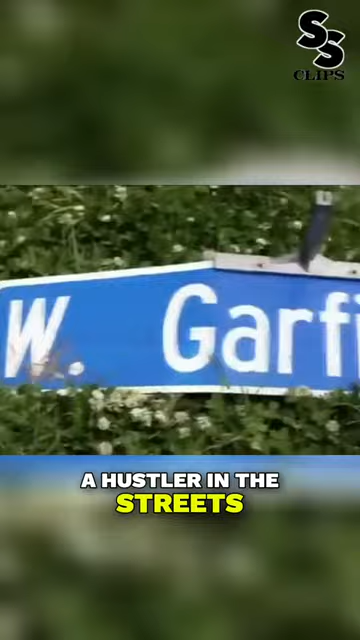 SS
CLIPS
W. Garfi
A HUSTLER IN THE
STREETS